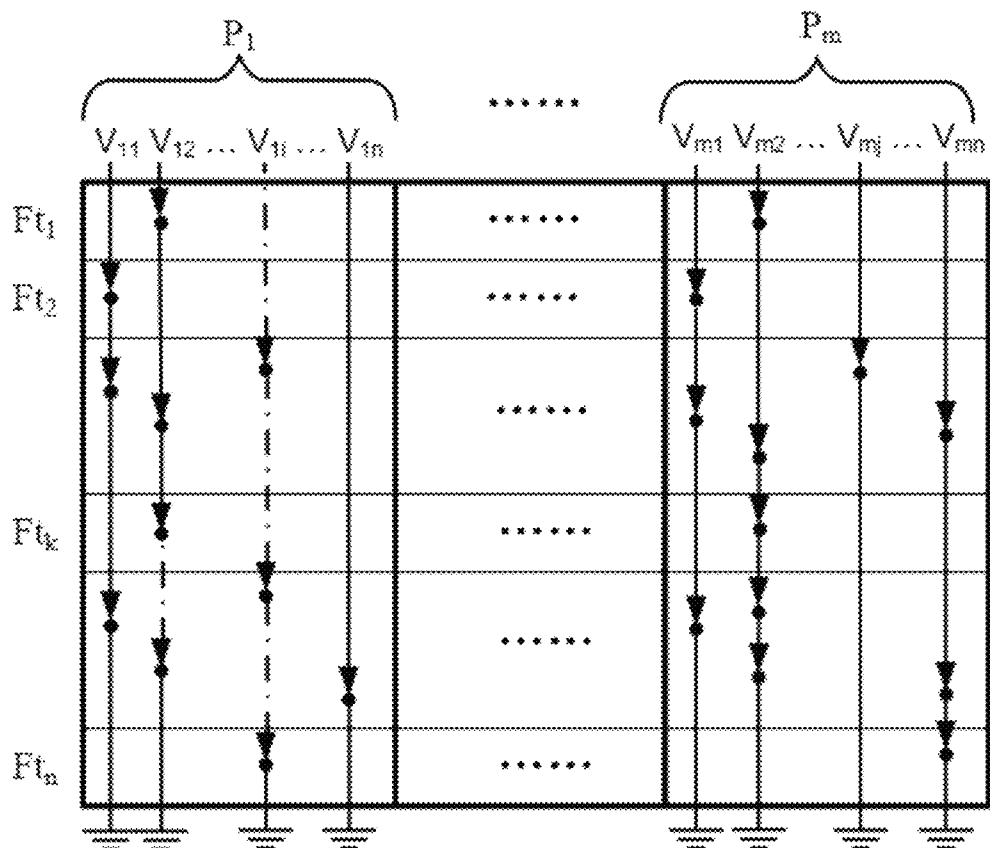 P₁ ...... Pₘ
V₁₁ V₁₂ ... V₁ᵢ ... V₁ₙ Vₘ₁ Vₘ₂ ... Vₘⱼ ... Vₘₙ
Ft₁ ......
Ft₂ ......
......
Ftₖ ......
......
Ftₙ ......